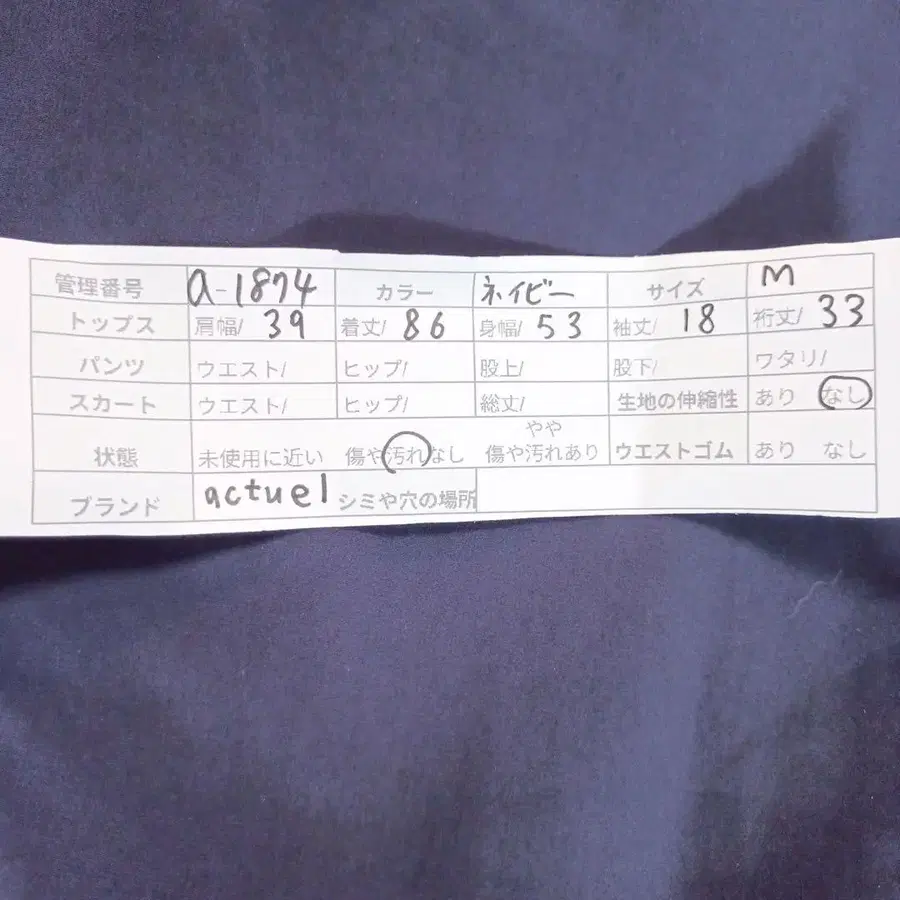 管理番号 a-1874 カラー ネイビー サイズ M
トップス 肩幅/ 39 着丈/ 86 身幅/ 53 袖丈/ 18 裄丈/ 33
パンツ ウエスト/ ヒップ/ 股上/ 股下/ ワタリ/
スカート ウエスト/ ヒップ/ 総丈/ 生地の伸縮性 あり なし
やや
状態 未使用に近い 傷や汚れなし 傷や汚れあり ウエストゴム あり なし
ブランド actuel シミや穴の場所